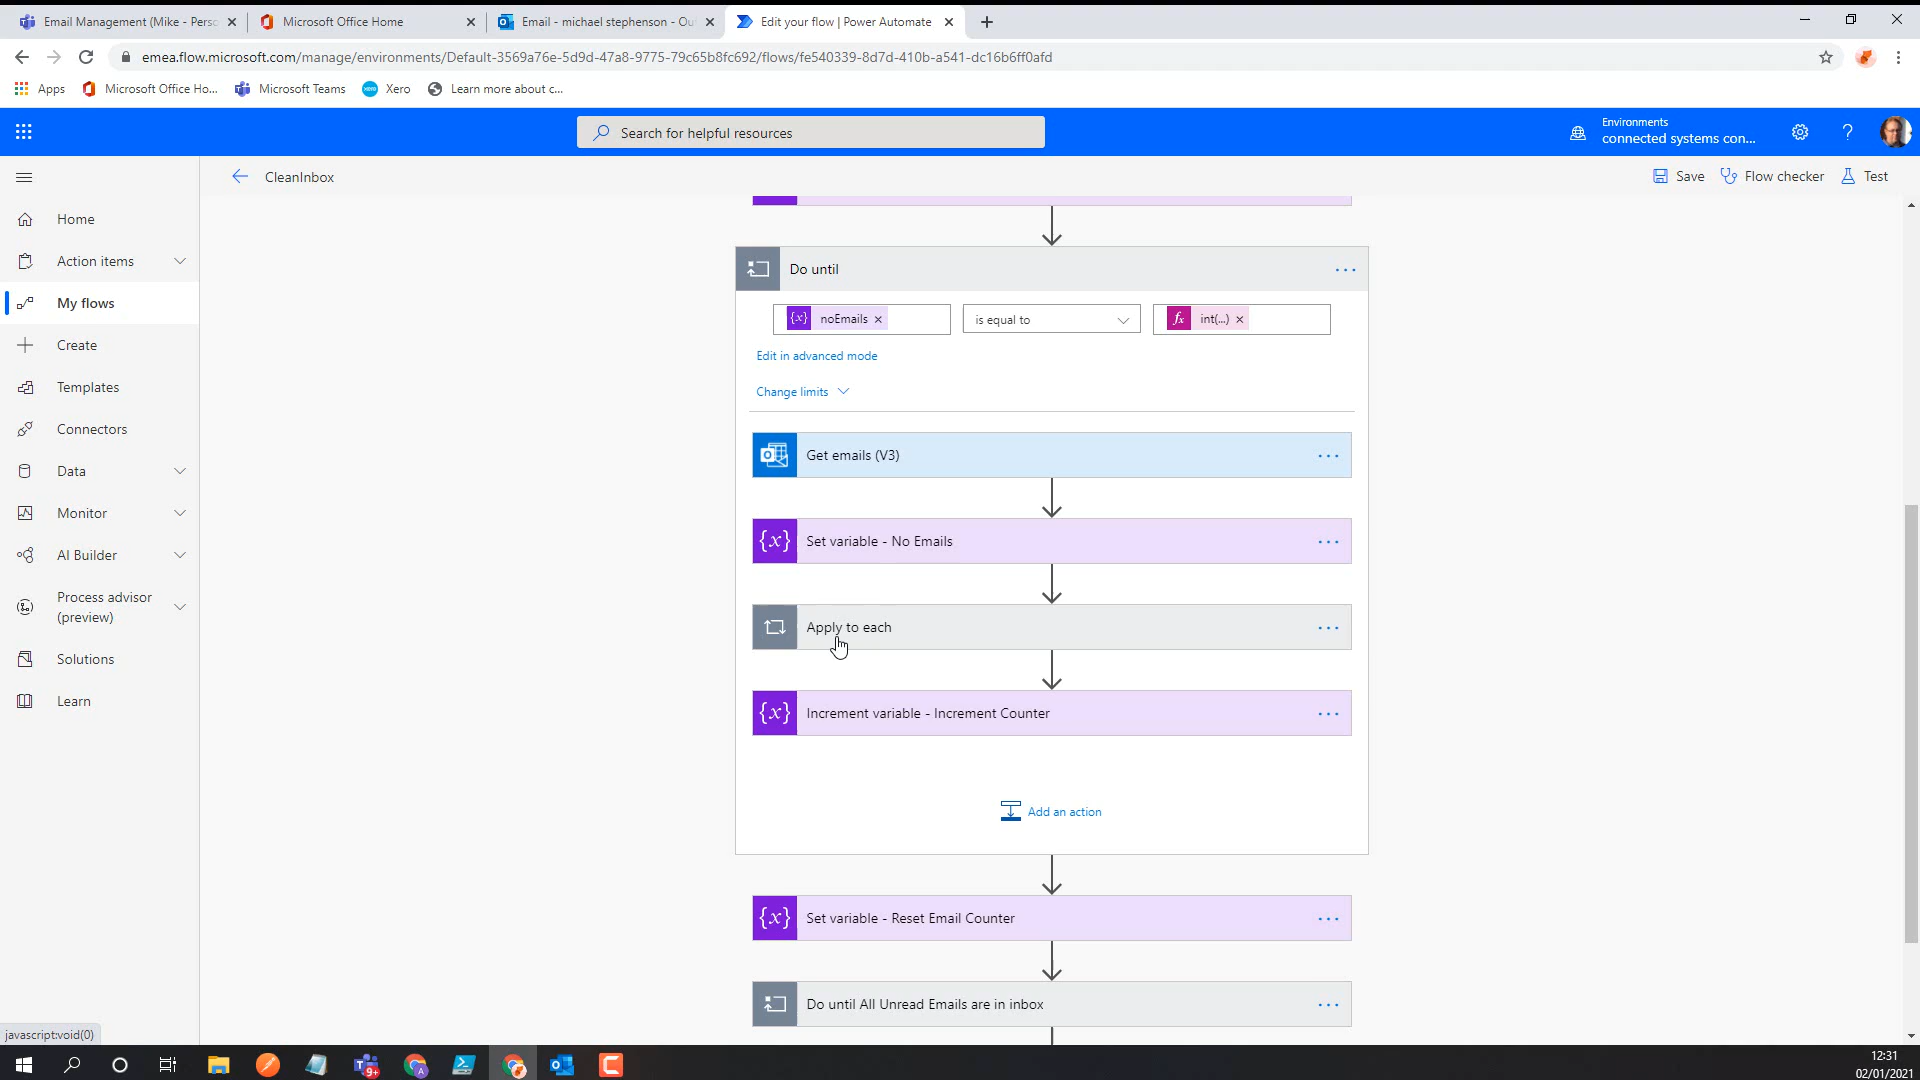 Email Management (Mike - Perso
Microsoft Office Home
Email - michael stephenson - Ou
Edit your flow | Power Automate
emea.flow.microsoft.com/manage/environments/Default-3569a76e-5d9d-47a8-9775-79c65b8fc692/flows/fe540339-8d7d-410b-a541-dc16b6ff0afd
Apps
Microsoft Office Ho...
Microsoft Teams
Xero
Learn more about c...
Search for helpful resources
Environments
connected systems con...
CleanInbox
Save
Flow checker
Test
Home
Action items
My flows
Create
Templates
Connectors
Data
Monitor
AI Builder
Process advisor
(preview)
Solutions
Learn
Do until
{x} noEmails
is equal to
fx int(...)
Edit in advanced mode
Change limits
Get emails (V3)
{x} Set variable - No Emails
Apply to each
{x} Increment variable - Increment Counter
Add an action
{x} Set variable - Reset Email Counter
Do until All Unread Emails are in inbox
javascript:void(0)
9+
12:31
02/01/2021